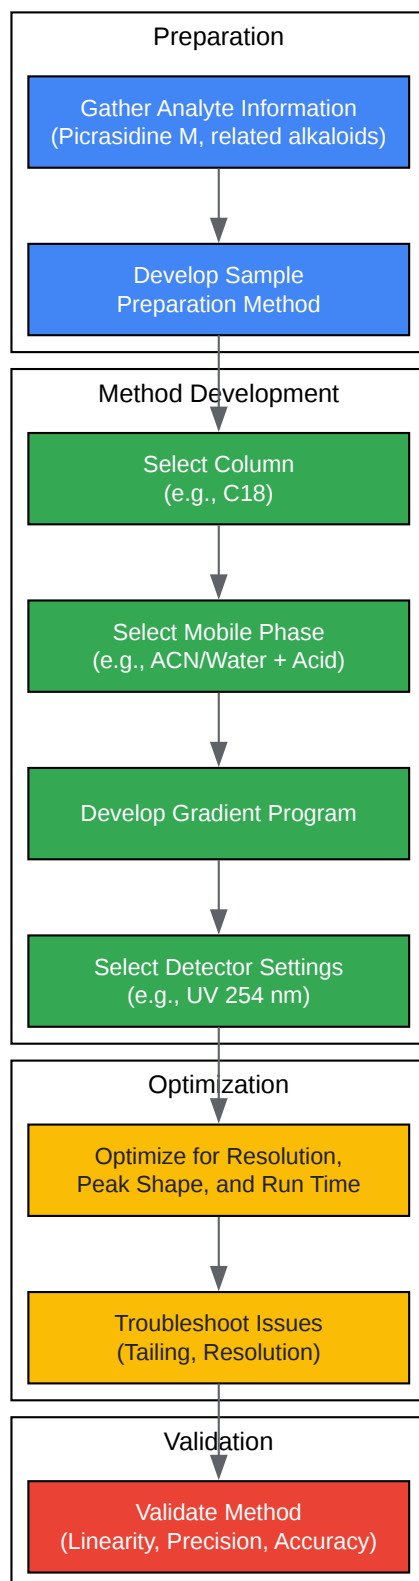 Preparation
Gather Analyte Information
(Picrasidine M, related alkaloids)
Develop Sample
Preparation Method
Method Development
Select Column
(e.g., C18)
Select Mobile Phase
(e.g., ACN/Water + Acid)
Develop Gradient Program
Select Detector Settings
(e.g., UV 254 nm)
Optimization
Optimize for Resolution,
Peak Shape, and Run Time
Troubleshoot Issues
(Tailing, Resolution)
Validation
Validate Method
(Linearity, Precision, Accuracy)